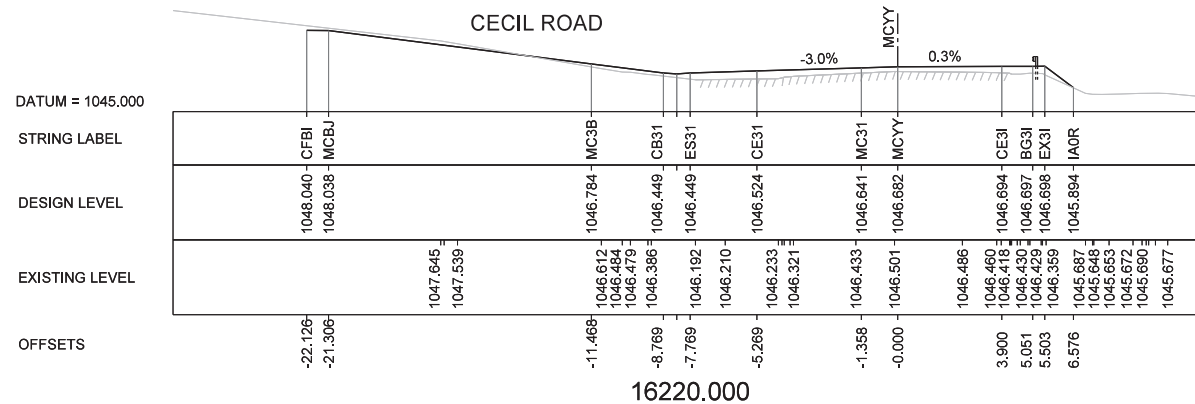 CECIL ROAD
MCYY
-3.0%
0.3%
DATUM = 1045.000
STRING LABEL
CFBI
MCBJ
MC3B
CB31
ES31
CE31
MC31
MCYY
CE3I
BG3I
EX3I
IA0R
DESIGN LEVEL
1048.040
1048.038
1046.784
1046.449
1046.449
1046.524
1046.641
1046.682
1046.694
1046.697
1046.698
1045.894
EXISTING LEVEL
1047.645
1047.539
1046.612
1046.484
1046.479
1046.386
1046.192
1046.210
1046.233
1046.321
1046.433
1046.501
1046.486
1046.460
1046.418
1046.430
1046.429
1046.359
1045.687
1045.648
1045.653
1045.672
1045.690
1045.677
OFFSETS
-22.126
-21.306
-11.468
-8.769
-7.769
-5.269
-1.358
-0.000
3.900
5.051
5.503
6.576
16220.000